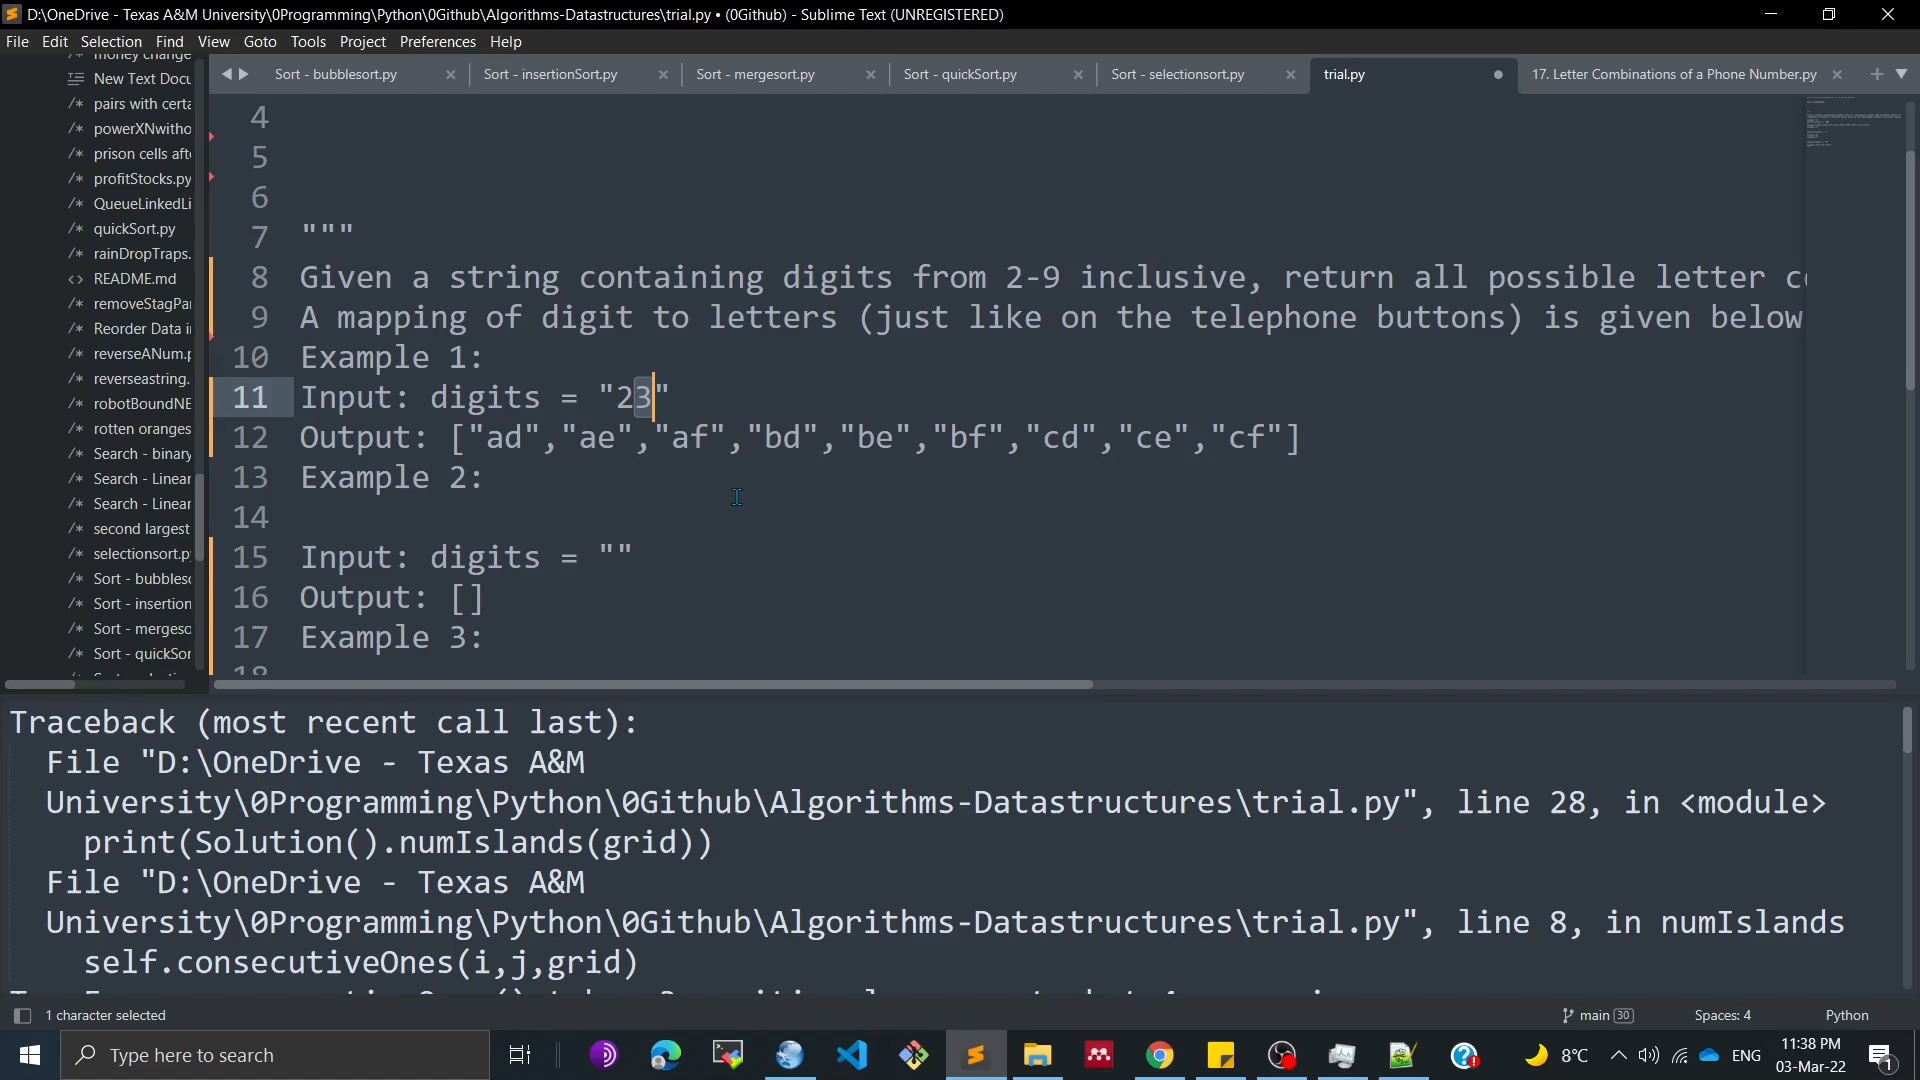 D:\OneDrive - Texas A&M University\0Programming\Python\0Github\Algorithms-Datastructures\trial.py • (0Github) - Sublime Text (UNREGISTERED)
File Edit Selection Find View Goto Tools Project Preferences Help
money change
New Text Docu
pairs with certa
powerXNwitho
prison cells afte
profitStocks.py
QueueLinkedLi
quickSort.py
rainDropTraps.
README.md
removeStagPar
Reorder Data i
reverseANum.p
reverseastring.
robotBoundNE
rotten oranges
Search - binary
Search - Linear
Search - Linear
second largest
selectionsort.py
Sort - bubbleso
Sort - insertion
Sort - mergeso
Sort - quickSor
Sort - bubblesort.py
Sort - insertionSort.py
Sort - mergesort.py
Sort - quickSort.py
Sort - selectionsort.py
trial.py
17. Letter Combinations of a Phone Number.py
4
5
6
7 """
8 Given a string containing digits from 2-9 inclusive, return all possible letter co
9 A mapping of digit to letters (just like on the telephone buttons) is given below
10 Example 1:
11 Input: digits = "23"
12 Output: ["ad","ae","af","bd","be","bf","cd","ce","cf"]
13 Example 2:
14
15 Input: digits = ""
16 Output: []
17 Example 3:
18
Traceback (most recent call last):
File "D:\OneDrive - Texas A&M
University\0Programming\Python\0Github\Algorithms-Datastructures\trial.py", line 28, in <module>
print(Solution().numIslands(grid))
File "D:\OneDrive - Texas A&M
University\0Programming\Python\0Github\Algorithms-Datastructures\trial.py", line 8, in numIslands
self.consecutiveOnes(i,j,grid)
1 character selected
main 30
Spaces: 4
Python
Type here to search
8°C
ENG
11:38 PM
03-Mar-22
1